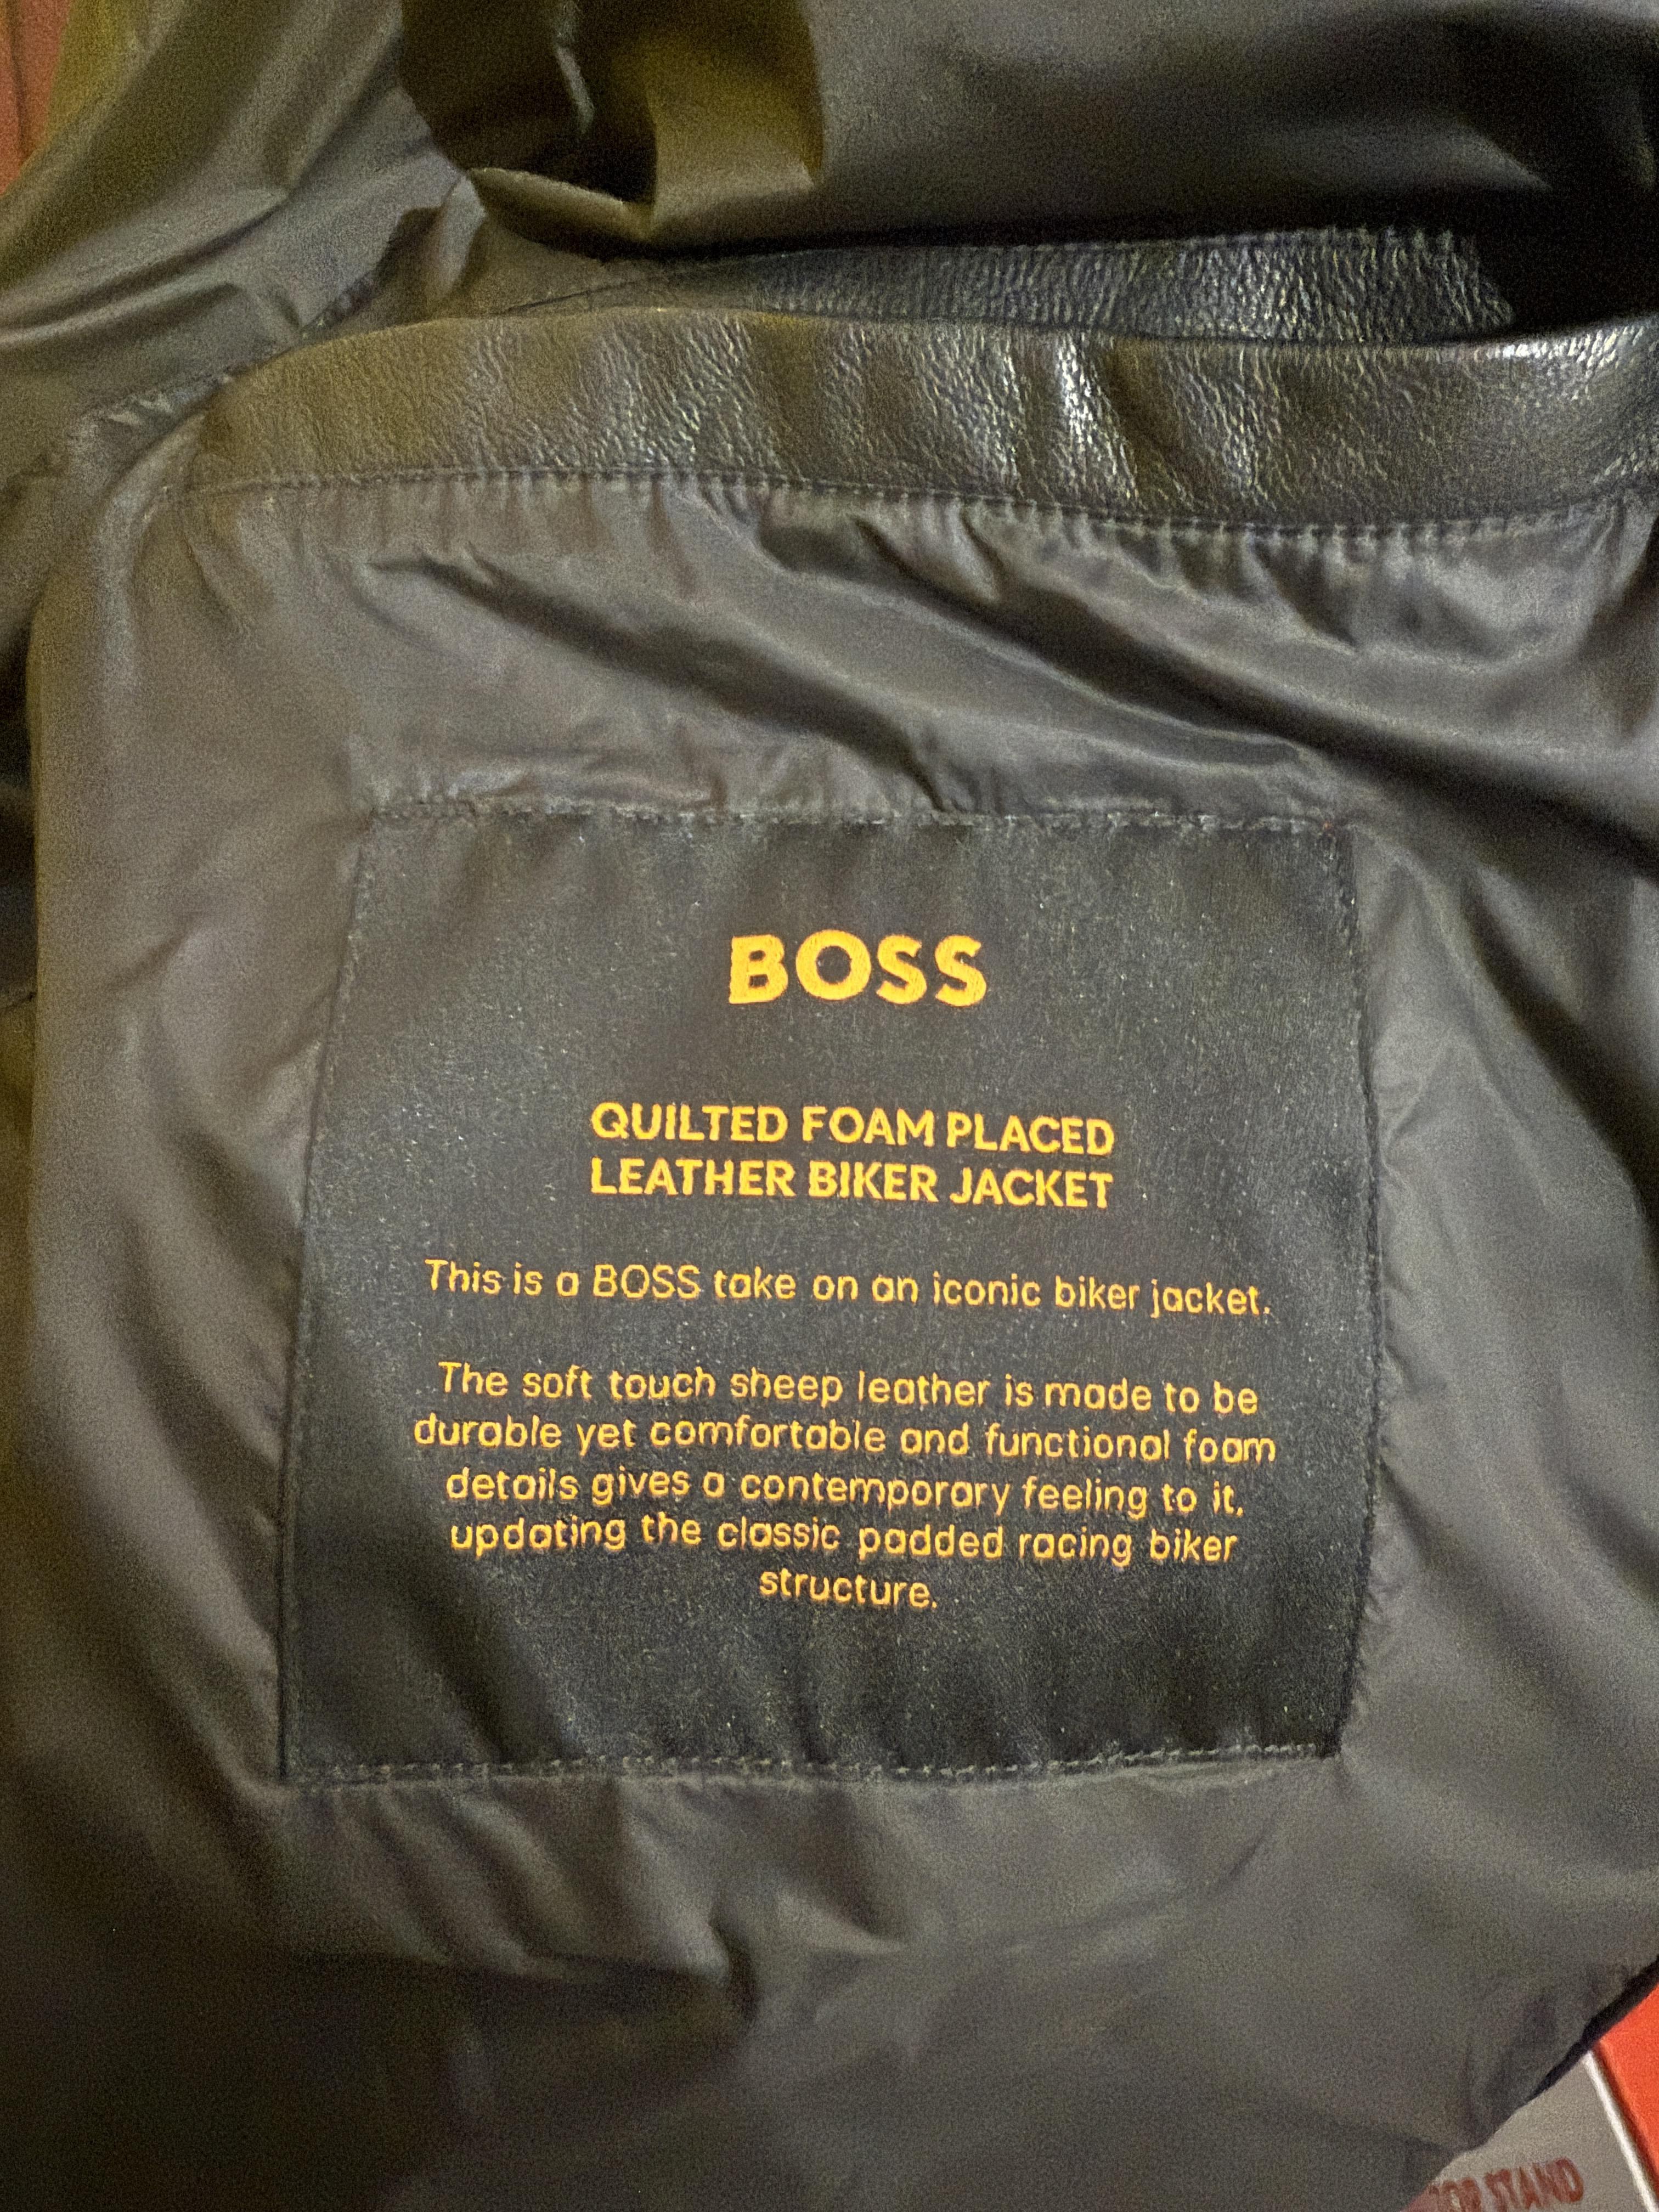 BOSS
QUILTED FOAM PLACED
LEATHER BIKER JACKET
This is a BOSS take on an iconic biker jacket.
The soft touch sheep leather is made to be
durable yet comfortable and functional foam
details gives a contemporary feeling to it,
updating the classic padded racing biker
structure.
STAND